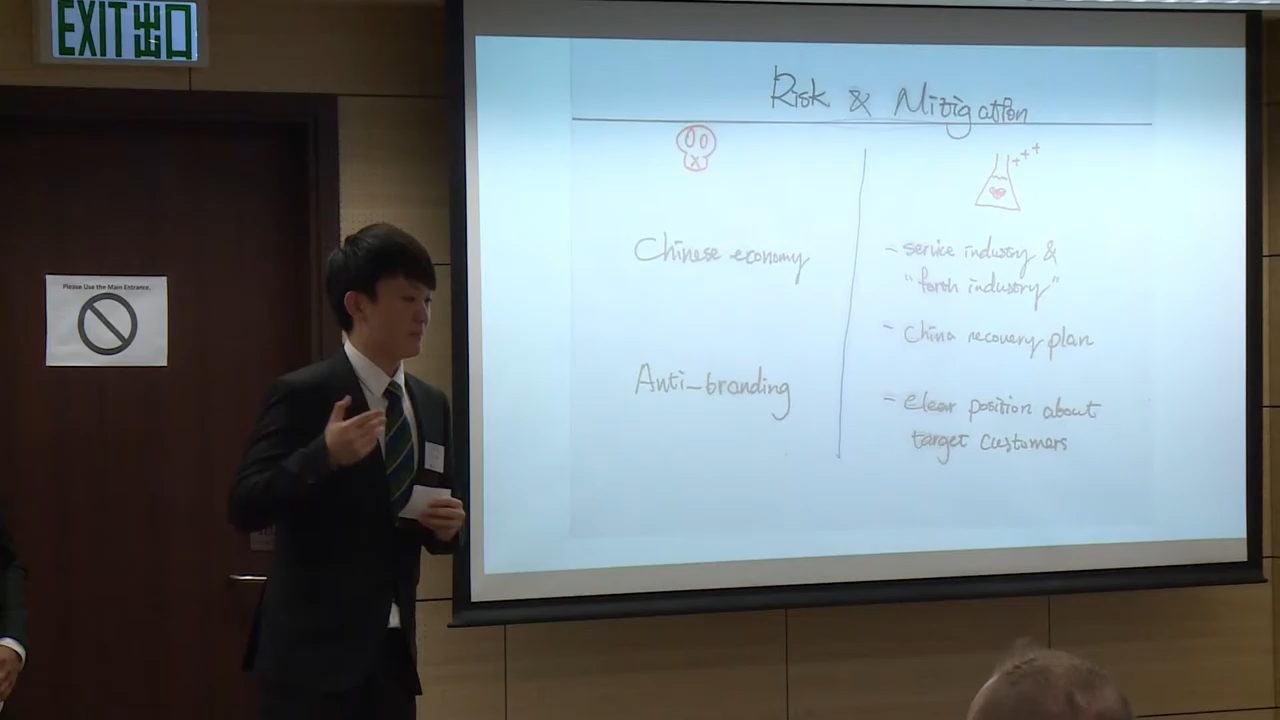 EXIT 出口
Please Use the Main Entrance.
Risk & Mitigation
Chinese economy
- service industry &
"forth industry"
- China recovery plan
Anti-branding
- clear position about
target customers